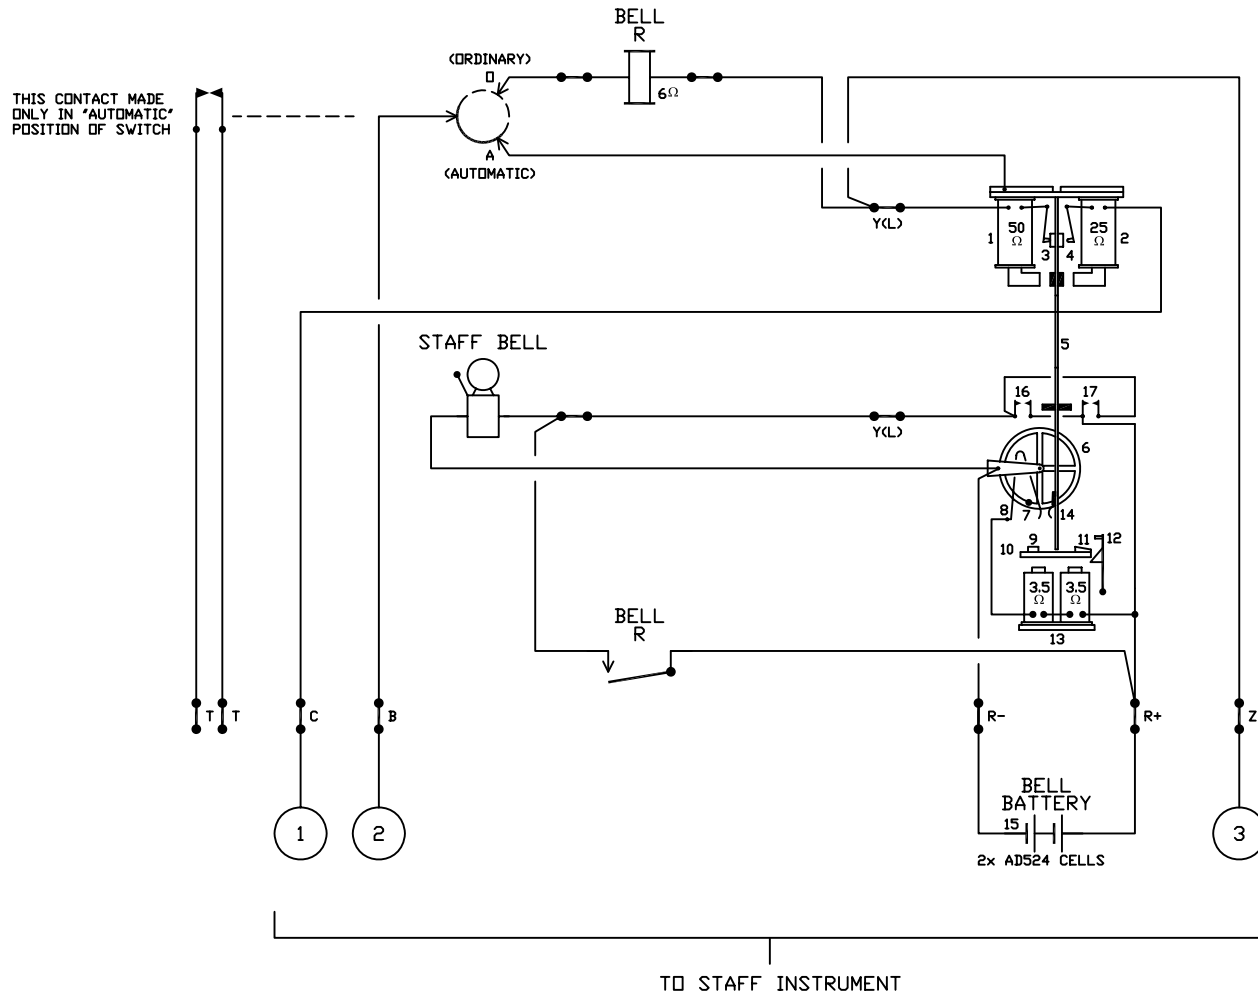 BELL
R
(ORDINARY)
O
6Ω
THIS CONTACT MADE
ONLY IN "AUTOMATIC"
POSITION OF SWITCH
A
(AUTOMATIC)
Y(L)
1
50
Ω
3
4
25
Ω
2
5
STAFF BELL
16
17
Y(L)
6
8
7
14
10
9
11
12
3.5
Ω
3.5
Ω
13
BELL
R
T
T
C
B
R-
R+
Z
BELL
BATTERY
15
2x AD524 CELLS
1
2
3
TO STAFF INSTRUMENT